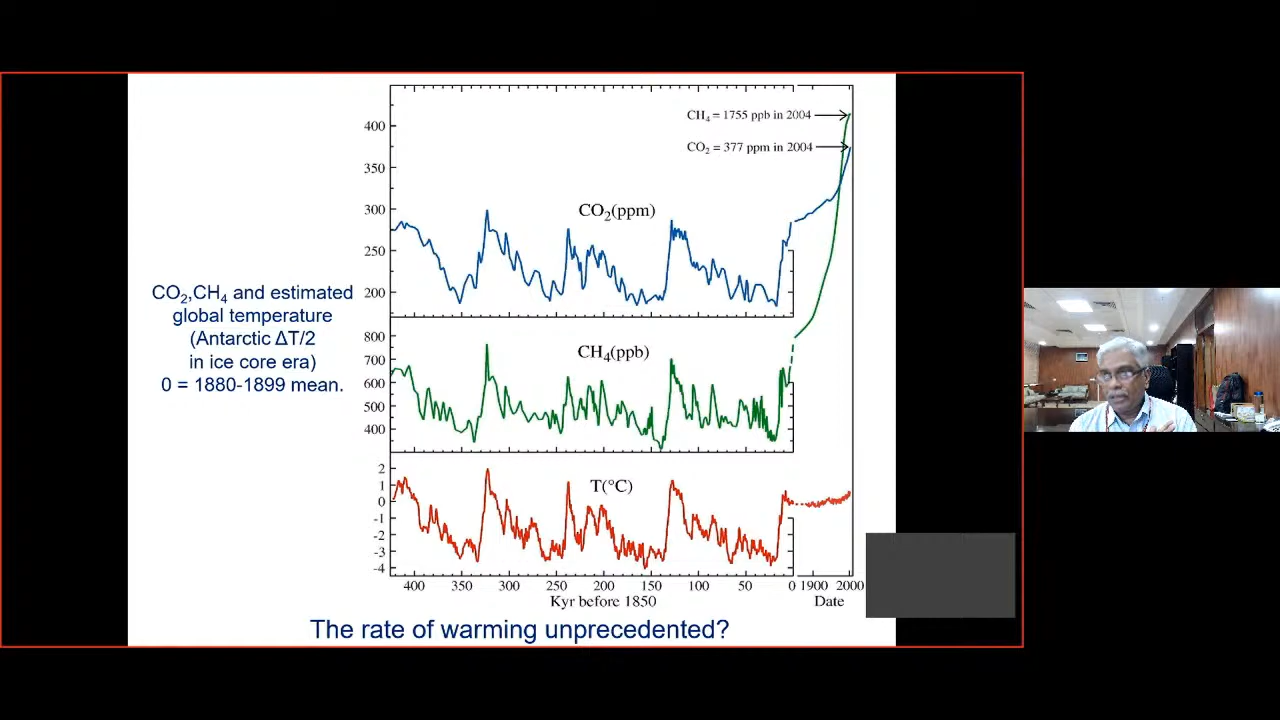 CH₄ = 1755 ppb in 2004
CO₂ = 377 ppm in 2004
400
350
300
250
200
CO₂(ppm)
CO₂,CH₄ and estimated
global temperature
(Antarctic ΔT/2
in ice core era)
0 = 1880-1899 mean.
800
700
600
500
400
CH₄(ppb)
2
1
0
-1
-2
-3
-4
T(°C)
400 350 300 250 200 150 100 50 0 1900 2000
Kyr before 1850 Date
The rate of warming unprecedented?